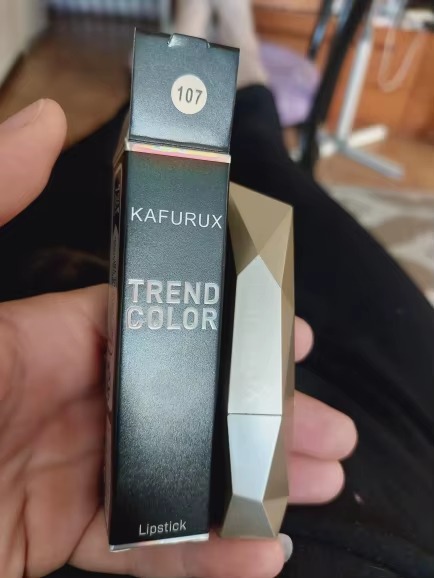 107
KAFURUX
TREND
COLOR
Lipstick